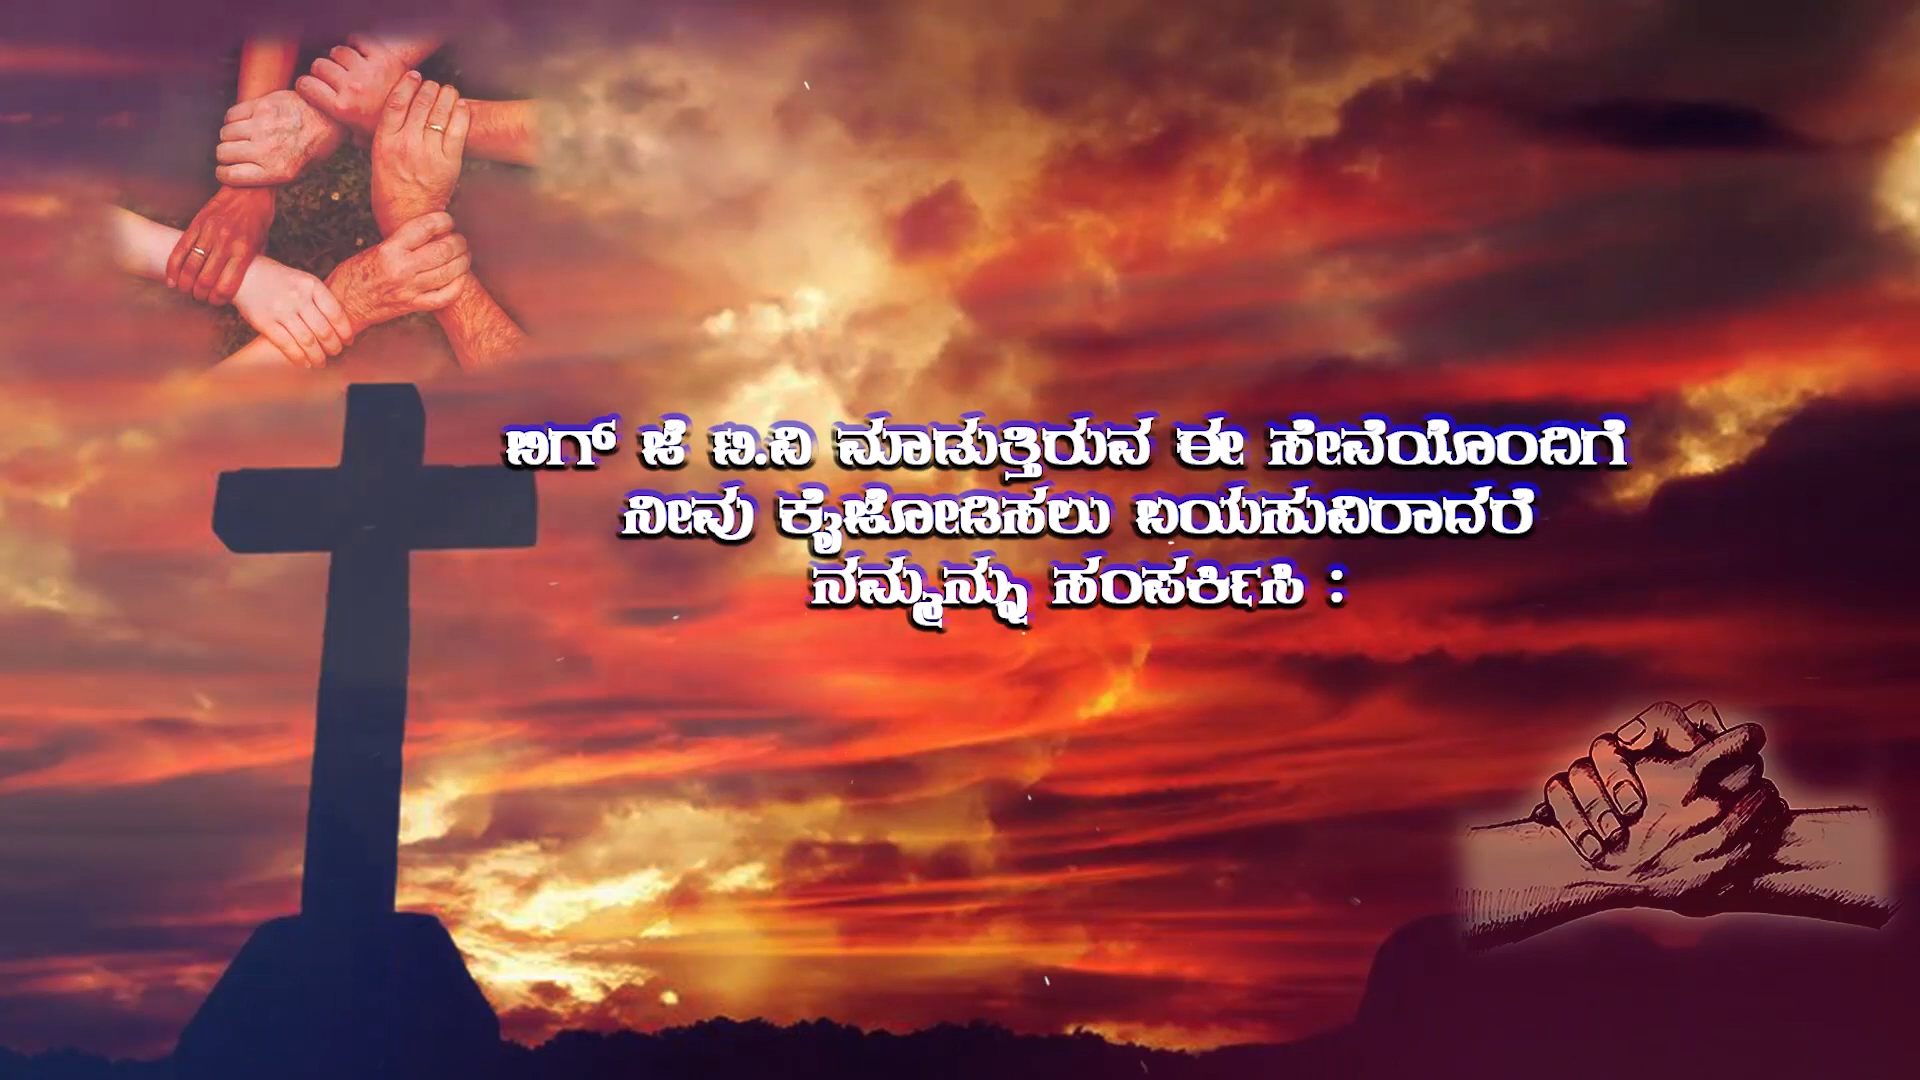 ಬಿಗ್ ಜೆ ಟಿ.ವಿ ಮಾಡುತ್ತಿರುವ ಈ ಸೇವೆಯೊಂದಿಗೆ
ನೀವು ಕೈಜೋಡಿಸಲು ಬಯಸುವಿರಾದರೆ
ನಮ್ಮನ್ನು ಸಂಪರ್ಕಿಸಿ :